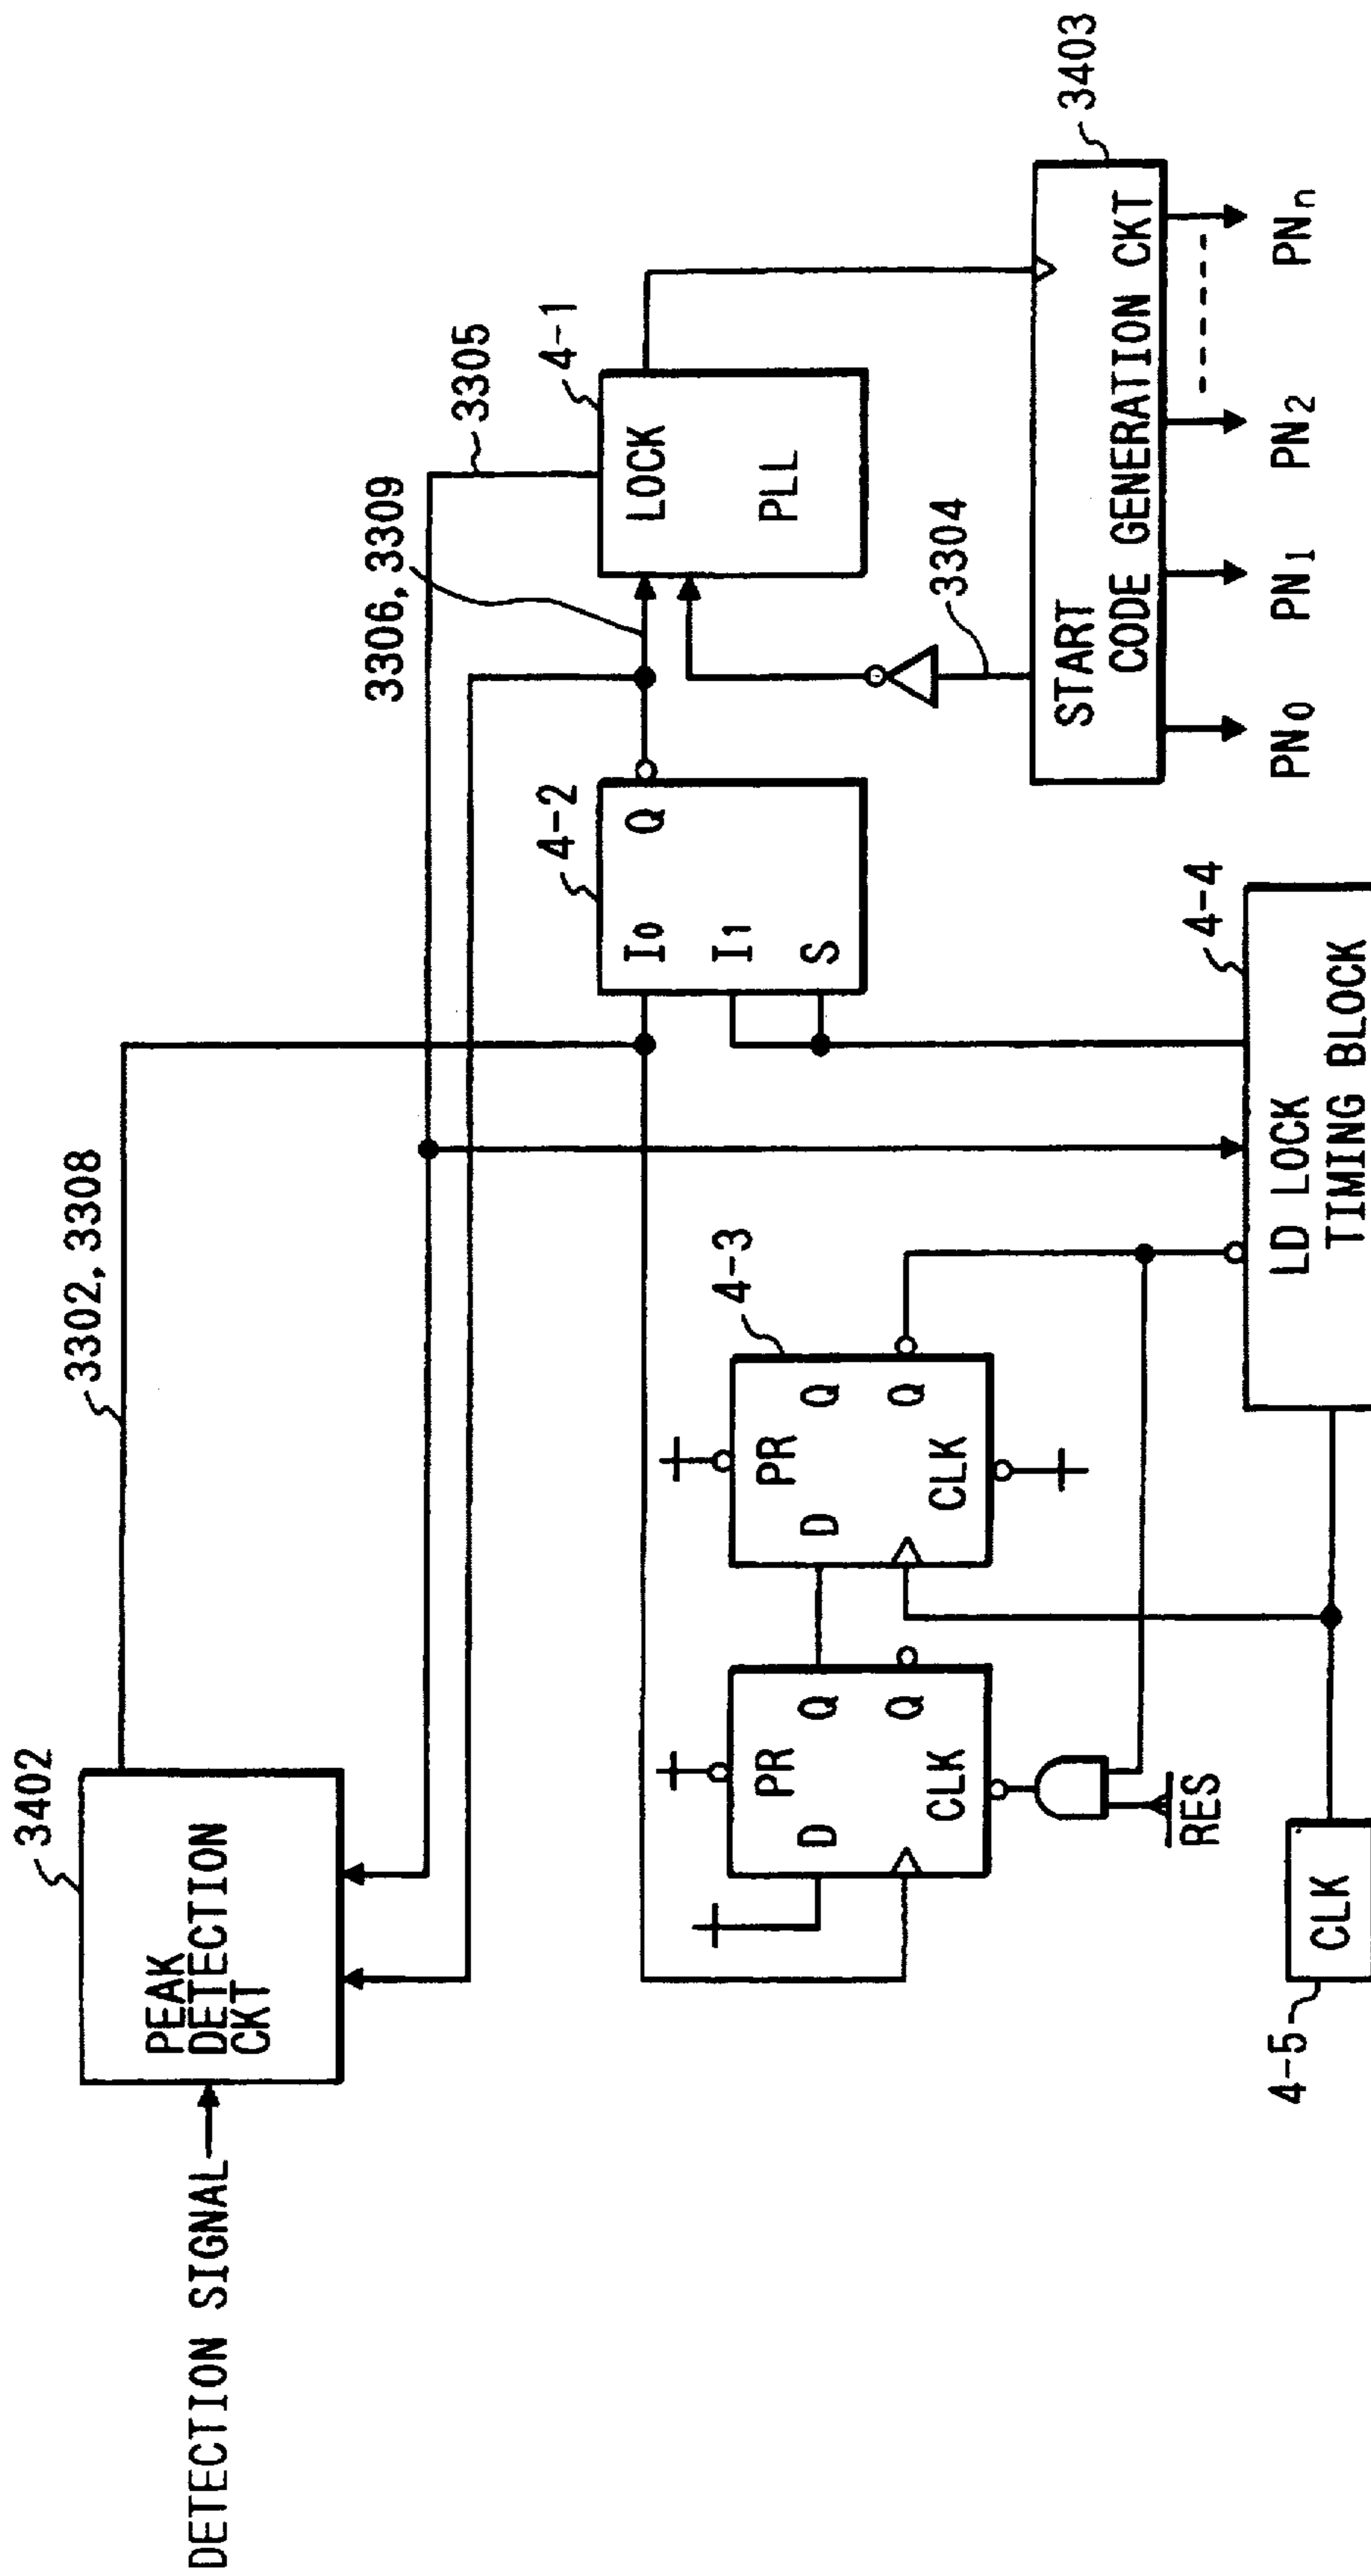 DETECTION SIGNAL
PEAK
DETECTION
CKT
3402
3302, 3308
3305
3306, 3309
4-1
LOCK
PLL
4-2
I0
I1
S
Q
3304
START
CODE GENERATION CKT
3403
PN0
PN1
PN2
PNn
4-3
PR
D
Q
Q
CLK
PR
D
Q
Q
CLK
RES
4-4
LD LOCK
TIMING BLOCK
CLK
4-5